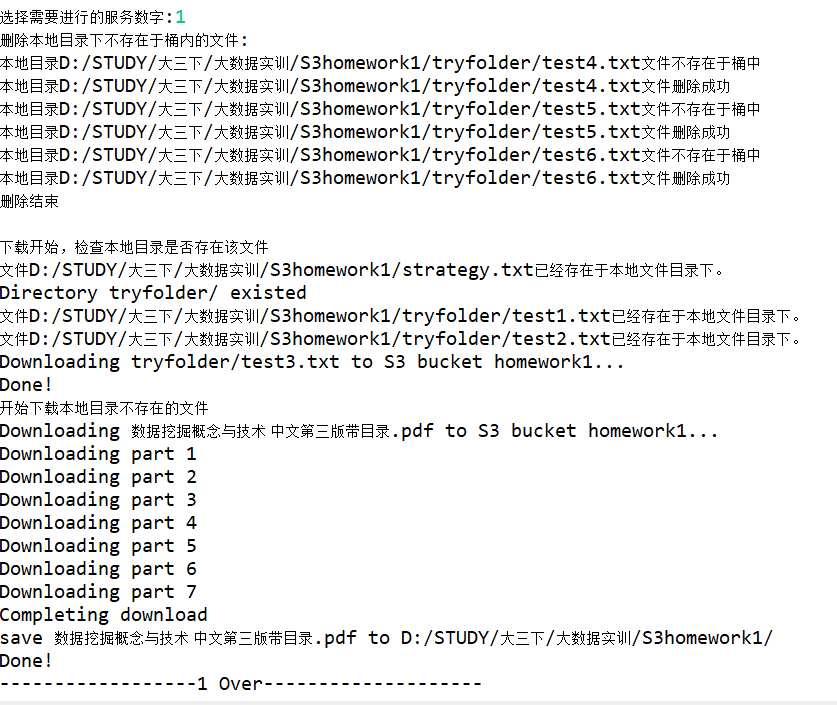 选择需要进行的服务数字:1
删除本地目录下不存在于桶内的文件:
本地目录D:/STUDY/大三下/大数据实训/S3homework1/tryfolder/test4.txt文件不存在于桶中
本地目录D:/STUDY/大三下/大数据实训/S3homework1/tryfolder/test4.txt文件删除成功
本地目录D:/STUDY/大三下/大数据实训/S3homework1/tryfolder/test5.txt文件不存在于桶中
本地目录D:/STUDY/大三下/大数据实训/S3homework1/tryfolder/test5.txt文件删除成功
本地目录D:/STUDY/大三下/大数据实训/S3homework1/tryfolder/test6.txt文件不存在于桶中
本地目录D:/STUDY/大三下/大数据实训/S3homework1/tryfolder/test6.txt文件删除成功
删除结束
下载开始，检查本地目录是否存在该文件
文件D:/STUDY/大三下/大数据实训/S3homework1/strategy.txt已经存在于本地文件目录下。
Directory tryfolder/ existed
文件D:/STUDY/大三下/大数据实训/S3homework1/tryfolder/test1.txt已经存在于本地文件目录下。
文件D:/STUDY/大三下/大数据实训/S3homework1/tryfolder/test2.txt已经存在于本地文件目录下。
Downloading tryfolder/test3.txt to S3 bucket homework1...
Done!
开始下载本地目录不存在的文件
Downloading 数据挖掘概念与技术 中文第三版带目录.pdf to S3 bucket homework1...
Downloading part 1
Downloading part 2
Downloading part 3
Downloading part 4
Downloading part 5
Downloading part 6
Downloading part 7
Completing download
save 数据挖掘概念与技术 中文第三版带目录.pdf to D:/STUDY/大三下/大数据实训/S3homework1/
Done!
------------------1 Over--------------------